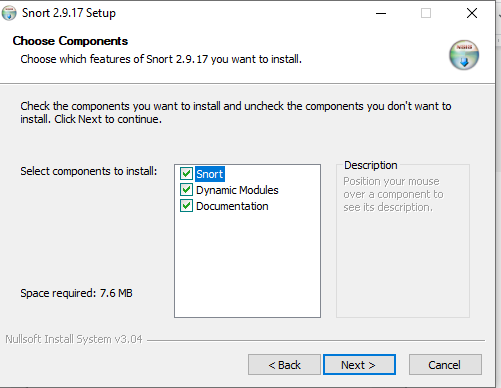 Snort 2.9.17 Setup
Choose Components
Choose which features of Snort 2.9.17 you want to install.
Check the components you want to install and uncheck the components you don't want to
install. Click Next to continue.
Select components to install:
Snort
Dynamic Modules
Documentation
Description
Position your mouse
over a component to
see its description.
Space required: 7.6 MB
Nullsoft Install System v3.04
< Back
Next >
Cancel